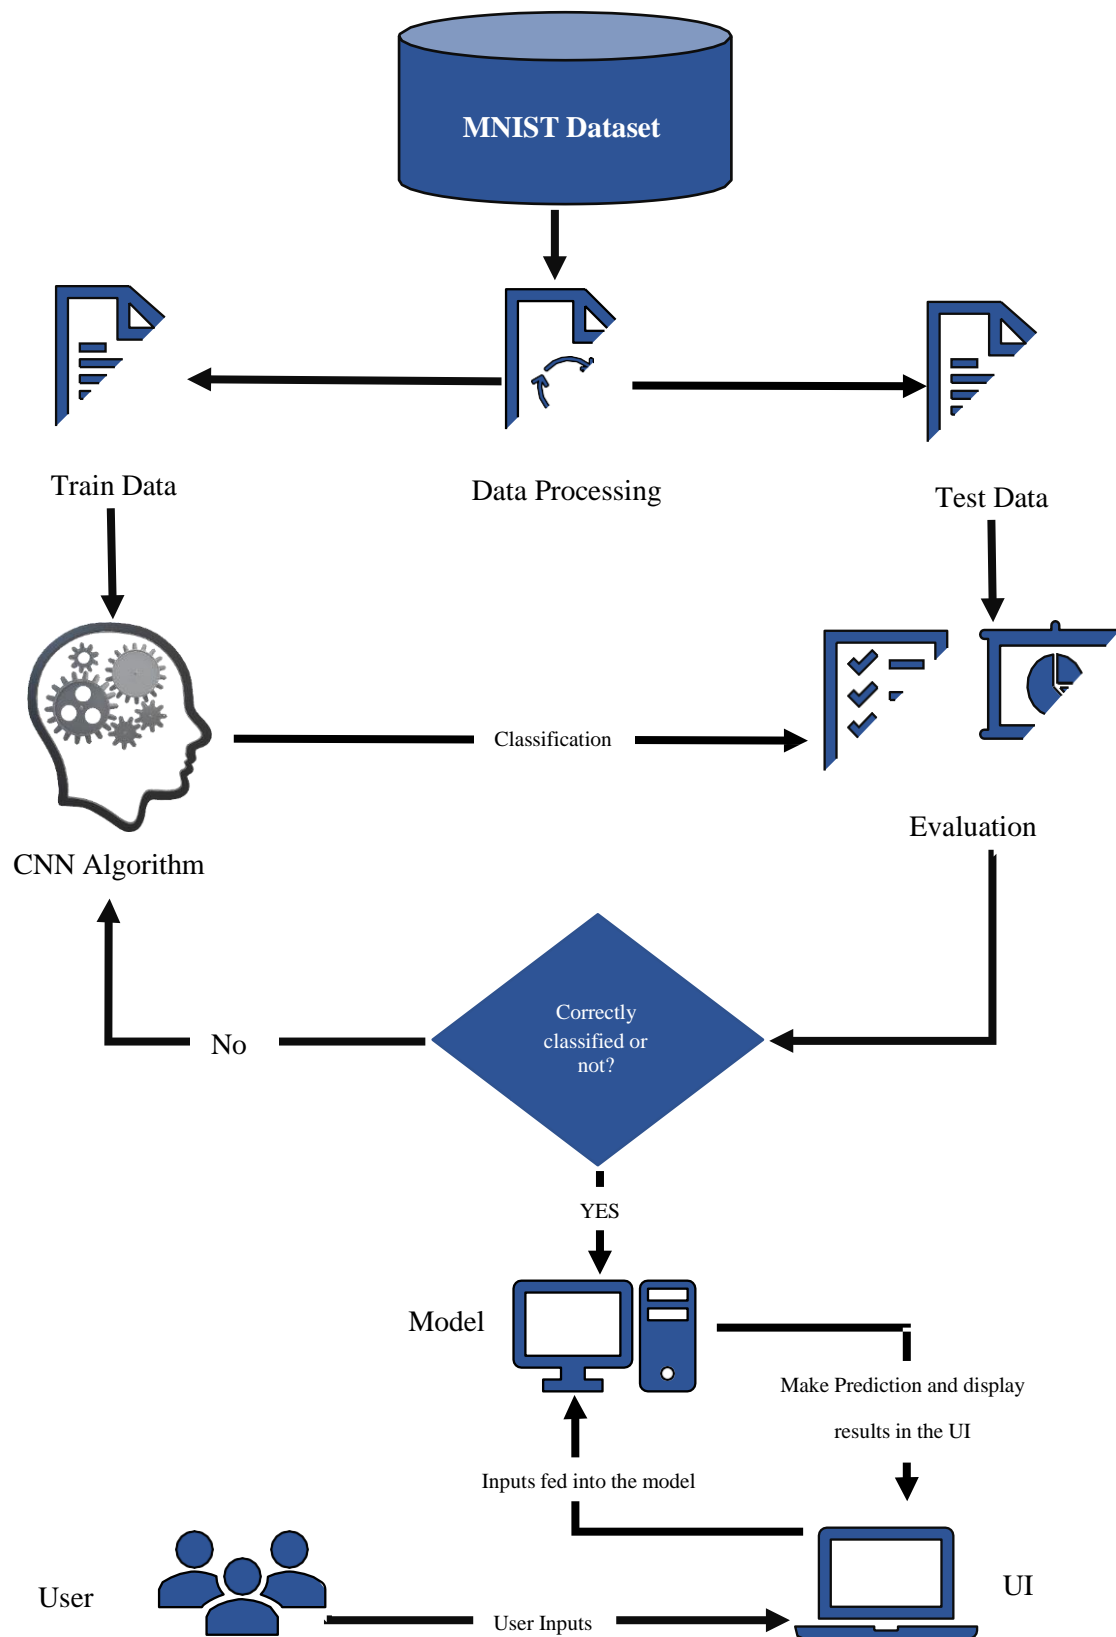 MNIST Dataset
Train Data
Data Processing
Test Data
Classification
Evaluation
CNN Algorithm
Correctly
classified or
not?
No
YES
Model
Make Prediction and display
results in the UI
Inputs fed into the model
User
UI
User Inputs